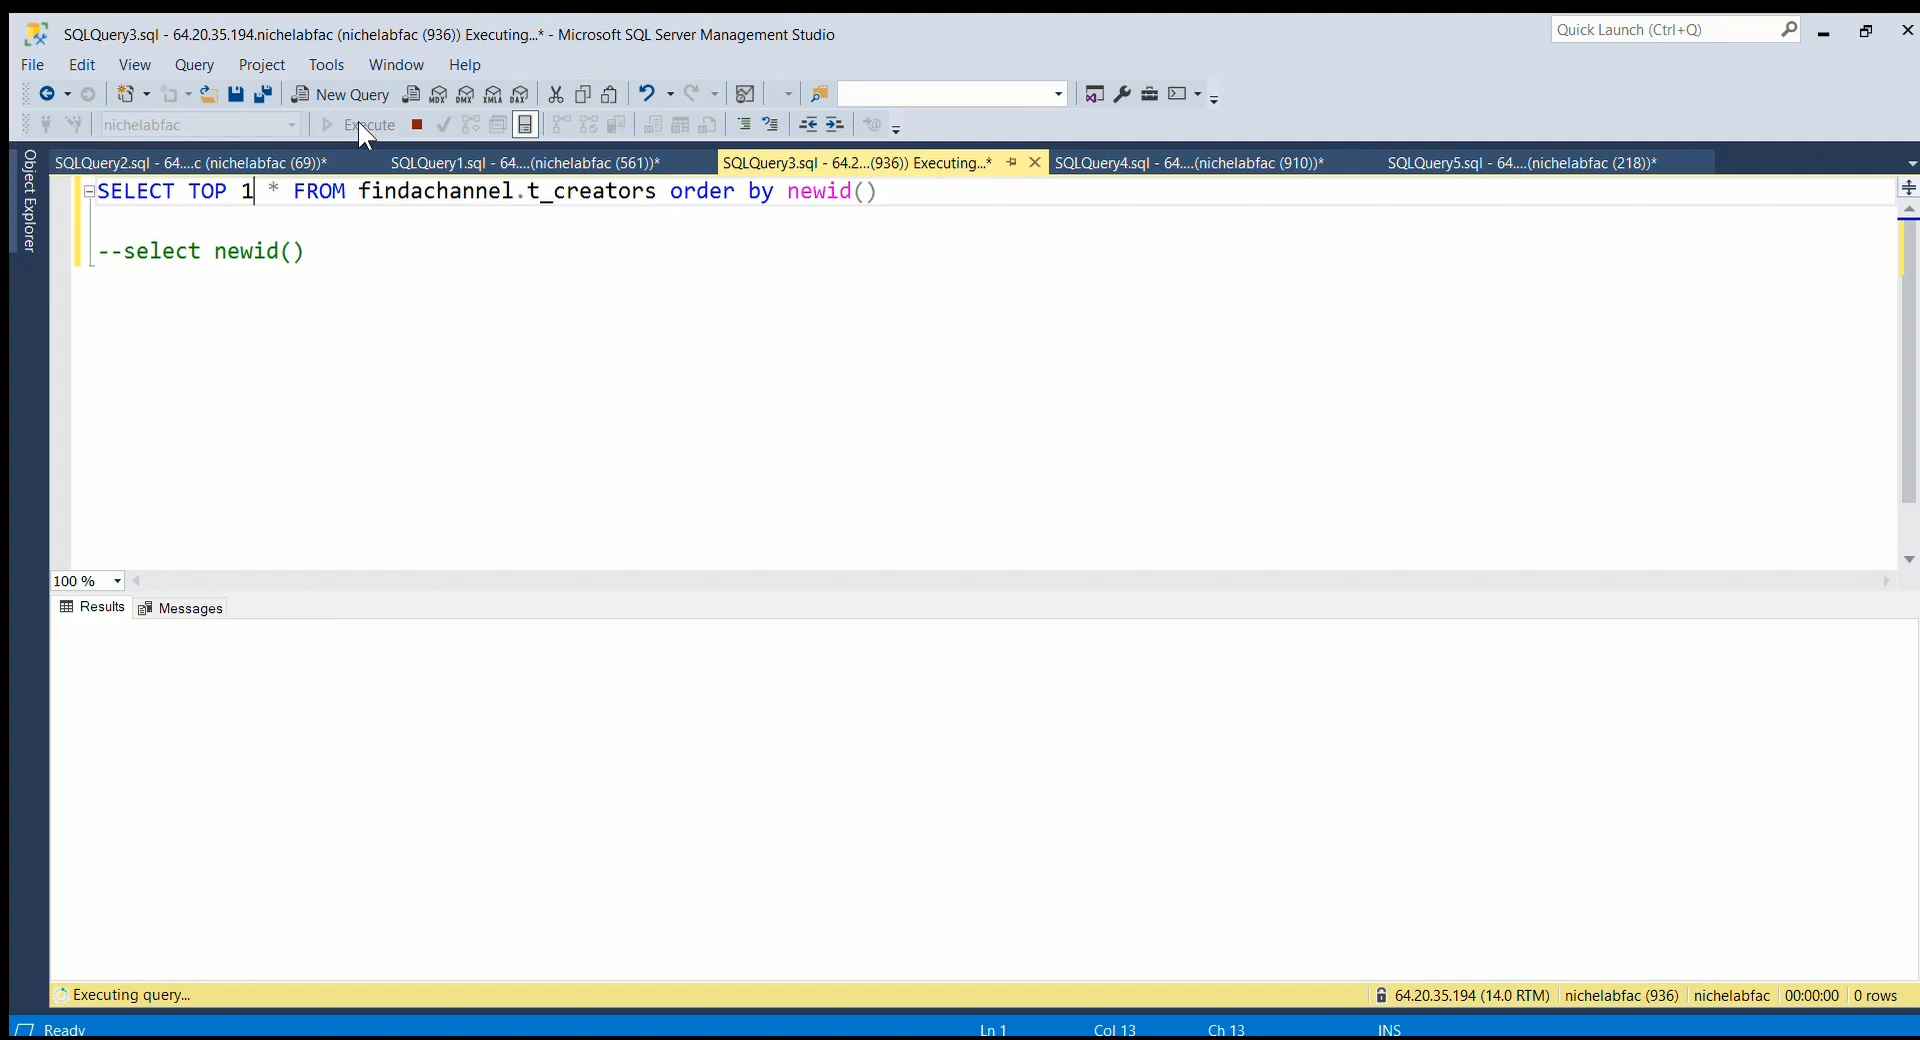 SQLQuery3.sql - 64.20.35.194.nichelabfac (nichelabfac (936)) Executing...* - Microsoft SQL Server Management Studio
Quick Launch (Ctrl+Q)
File Edit View Query Project Tools Window Help
New Query MDX DMX XMLA DAX
nichelabfac Execute
SQLQuery2.sql - 64....c (nichelabfac (69))* SQLQuery1.sql - 64....(nichelabfac (561))* SQLQuery3.sql - 64.2...(936)) Executing...* SQLQuery4.sql - 64....(nichelabfac (910))* SQLQuery5.sql - 64....(nichelabfac (218))*
Object Explorer
SELECT TOP 1 * FROM findachannel.t_creators order by newid()
--select newid()
100 %
Results Messages
Executing query... 64.20.35.194 (14.0 RTM) nichelabfac (936) nichelabfac 00:00:00 0 rows
Ready Ln 1 Col 13 Ch 13 INS